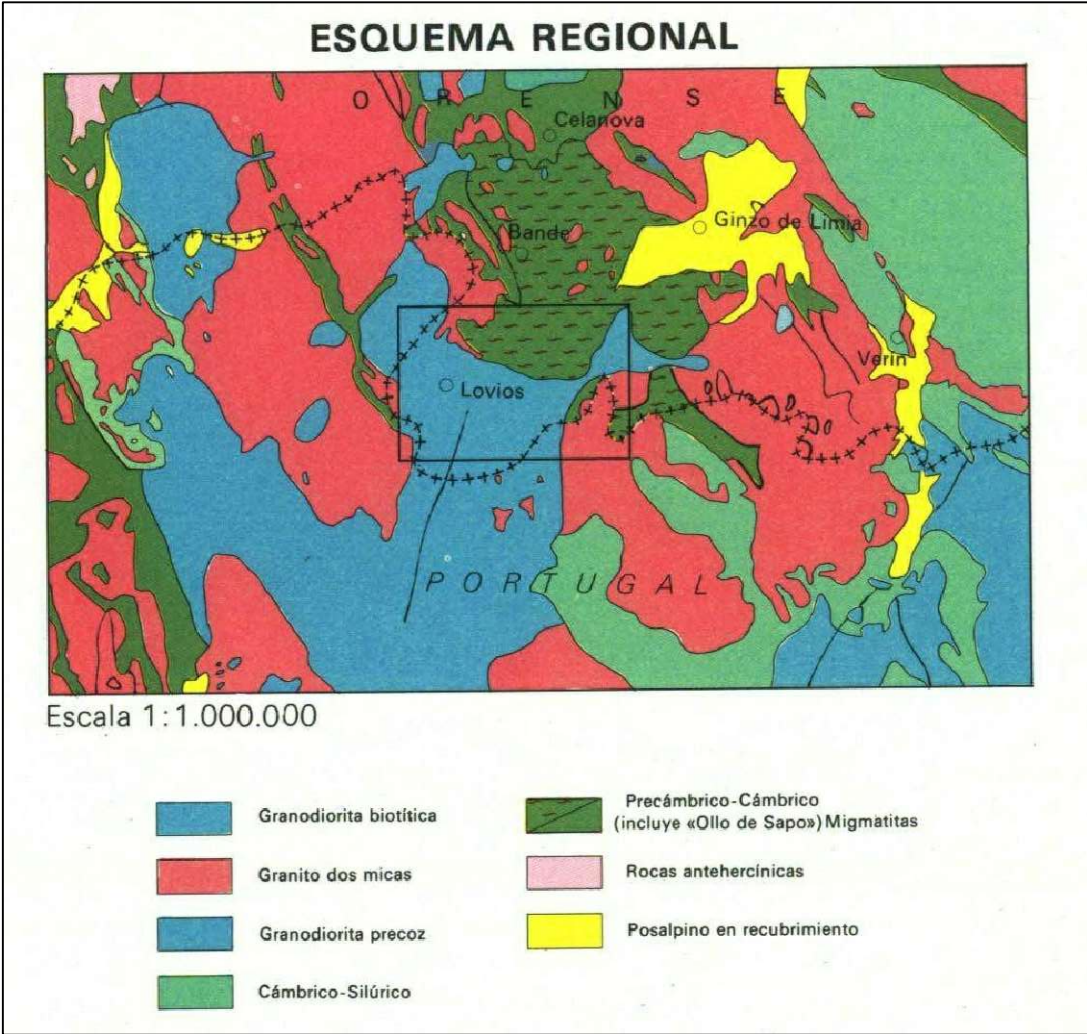 ESQUEMA REGIONAL
O R E N S E
Celanova
Bande
Ginzo de Limia
Verin
Lovios
PORTUGAL
Escala 1:1.000.000
Granodiorita biotítica
Granito dos micas
Granodiorita precoz
Cámbrico-Silúrico
Precámbrico-Cámbrico
(incluye «Ollo de Sapo») Migmatitas
Rocas antehercínicas
Posalpino en recubrimiento